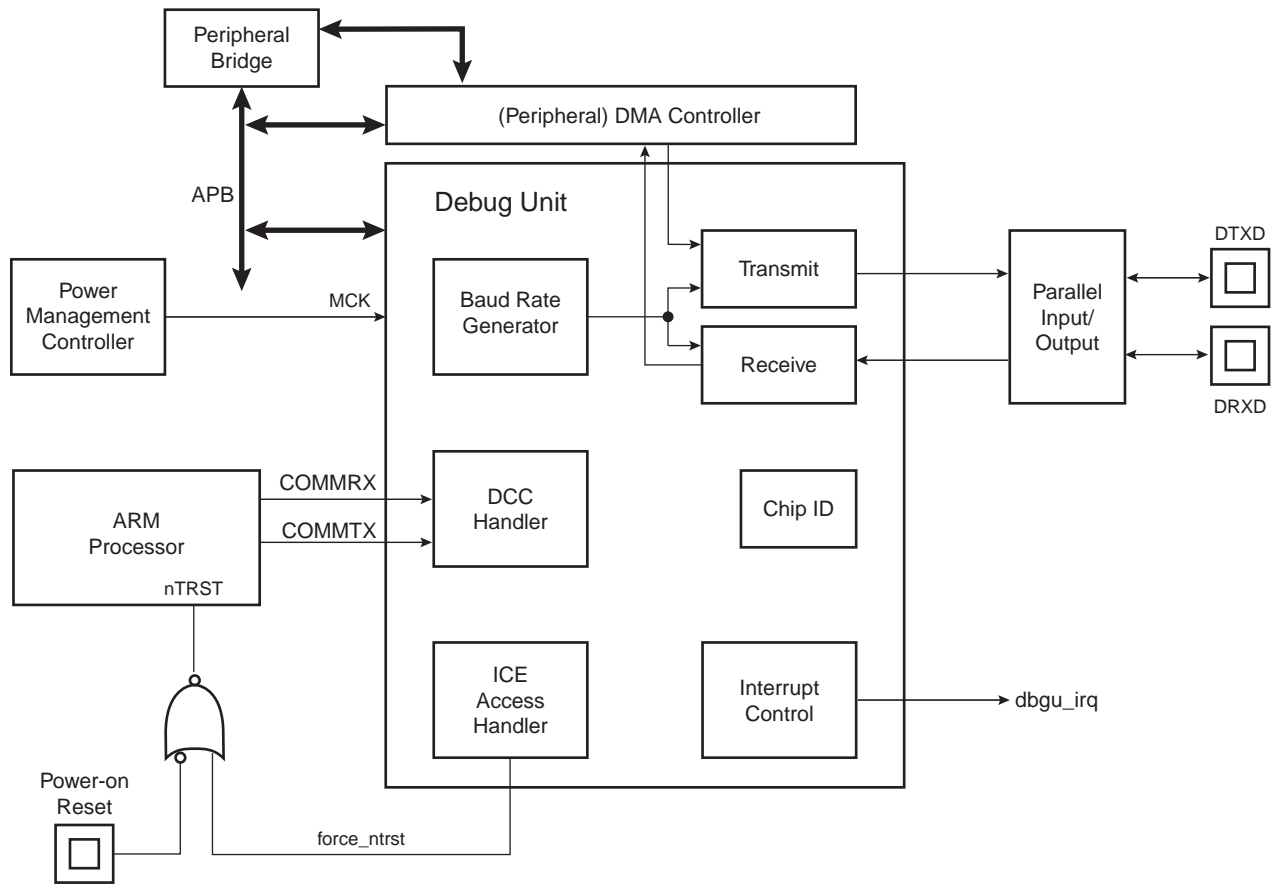 Peripheral
Bridge
(Peripheral) DMA Controller
APB
Debug Unit
Transmit
DTXD
Power
Management
Controller
MCK
Baud Rate
Generator
Parallel
Input/
Output
Receive
DRXD
ARM
Processor
nTRST
COMMRX
COMMTX
DCC
Handler
Chip ID
ICE
Access
Handler
Interrupt
Control
dbgu_irq
Power-on
Reset
force_ntrst